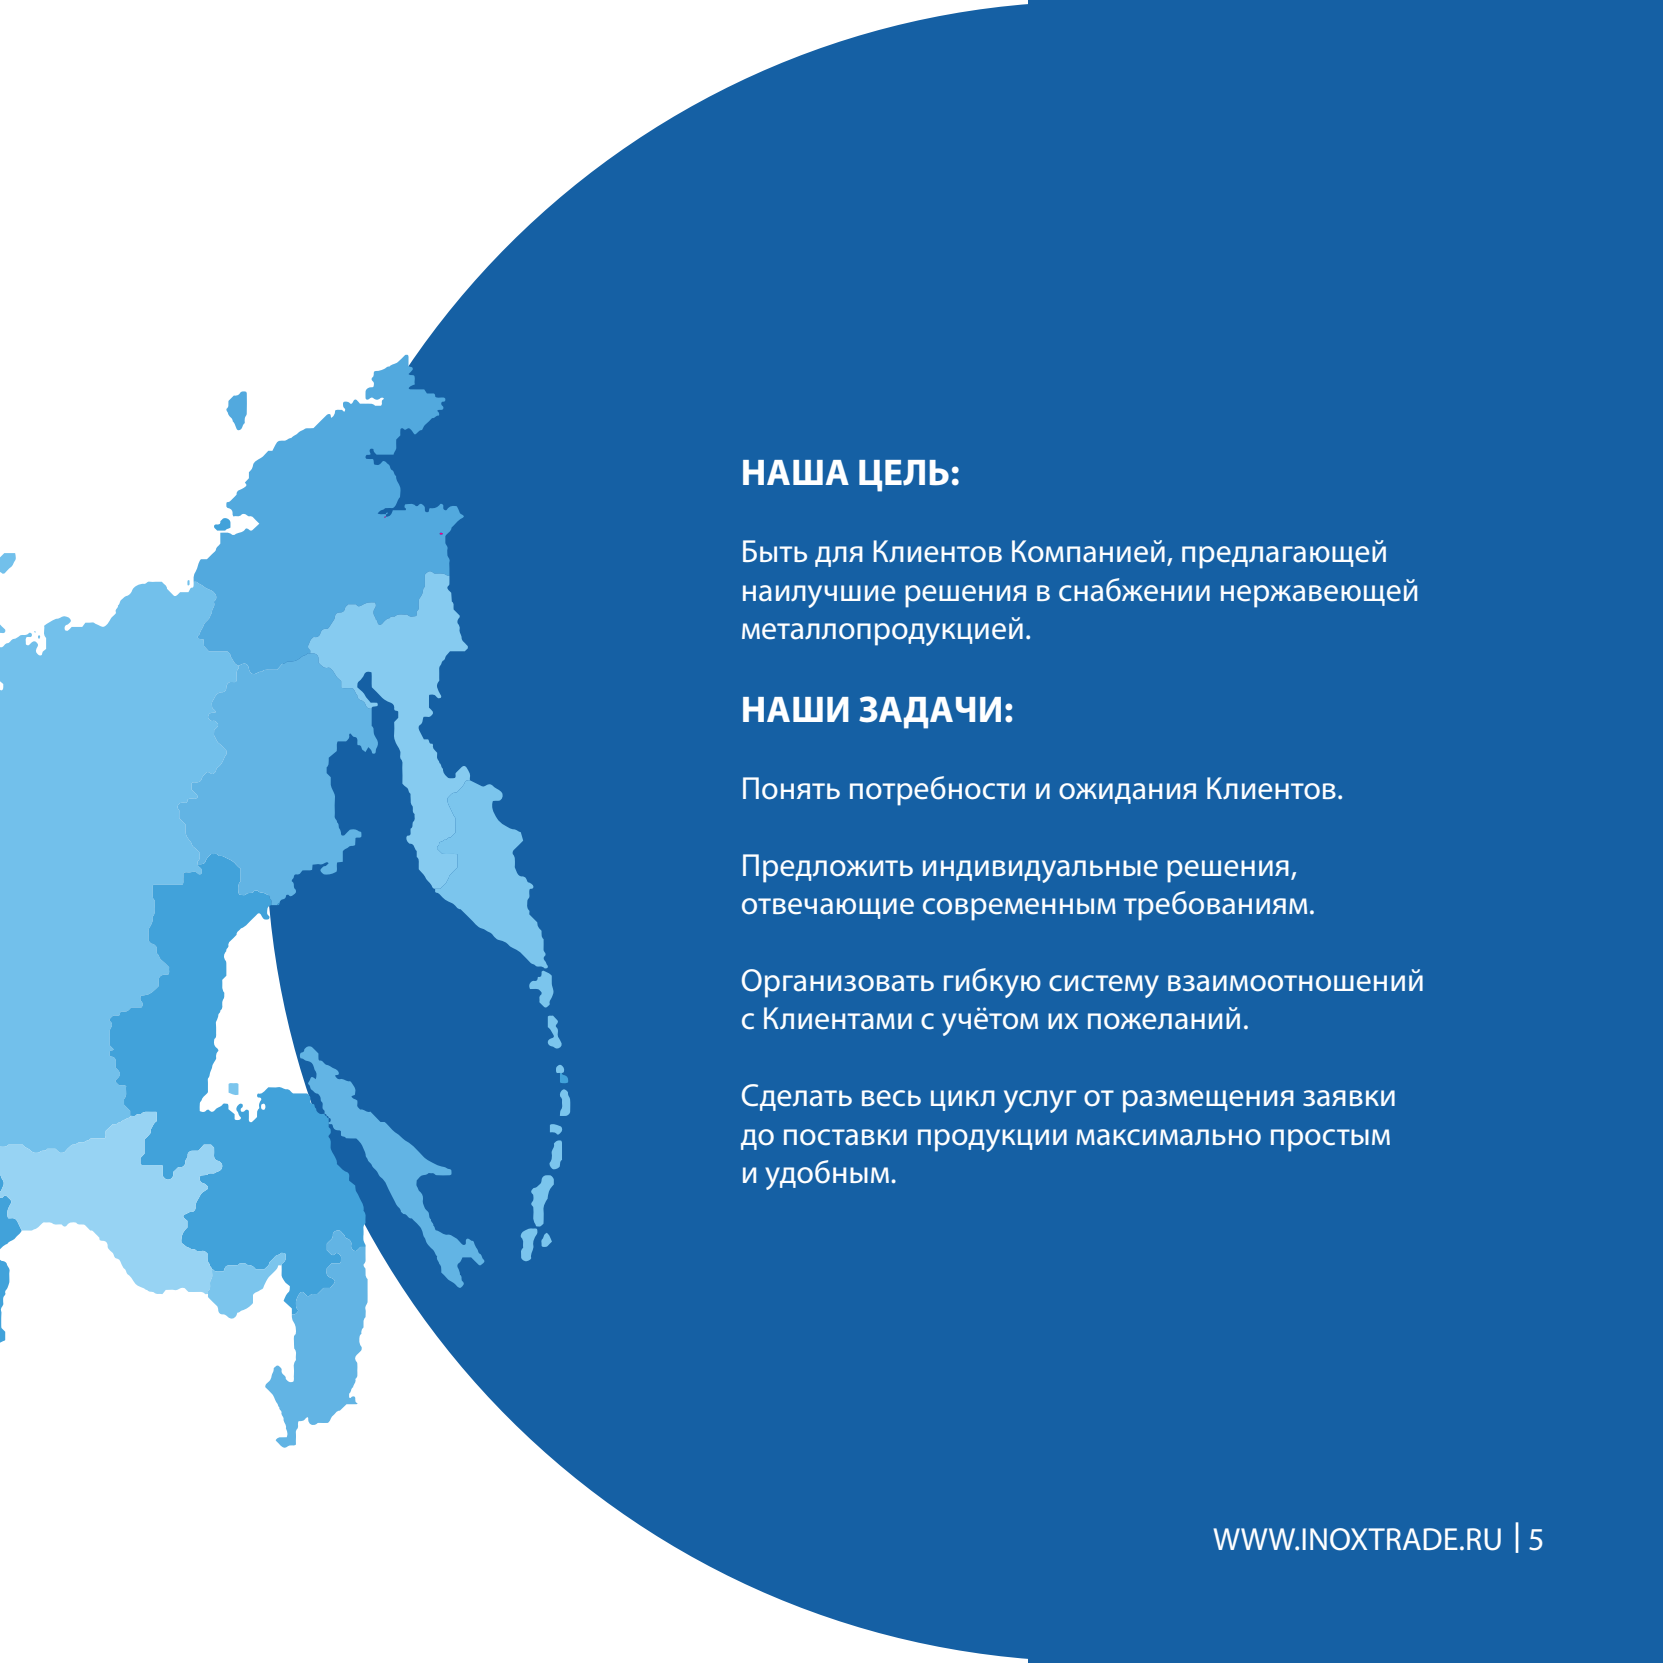 НАША ЦЕЛЬ:
Быть для Клиентов Компанией, предлагающей
наилучшие решения в снабжении нержавеющей
металлопродукцией.
НАШИ ЗАДАЧИ:
Понять потребности и ожидания Клиентов.
Предложить индивидуальные решения,
отвечающие современным требованиям.
Организовать гибкую систему взаимоотношений
с Клиентами с учётом их пожеланий.
Сделать весь цикл услуг от размещения заявки
до поставки продукции максимально простым
и удобным.
WWW.INOXTRADE.RU | 5